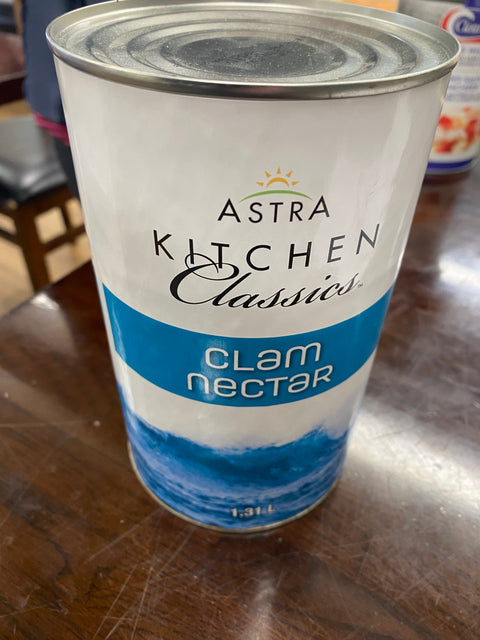 ASTRA
KITCHEN
Classics
CLAM
NECTAR
1.31 L